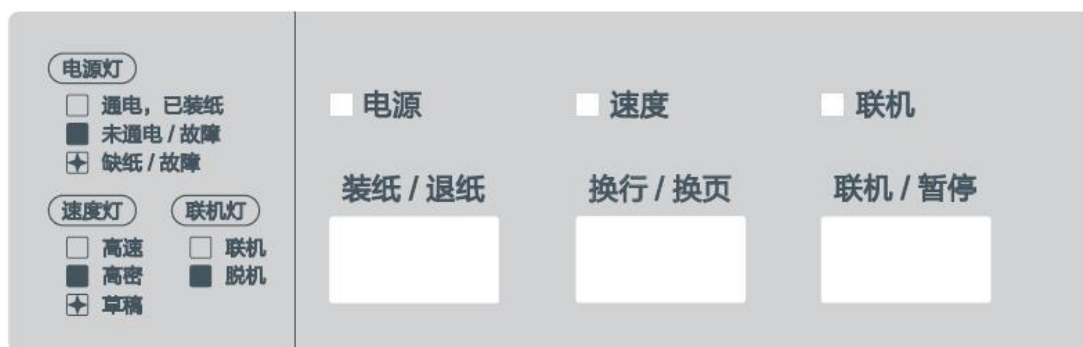 电源灯
通电，已装纸
未通电 / 故障
缺纸 / 故障
速度灯
高速
高密
草稿
联机灯
联机
脱机
电源
速度
联机
装纸 / 退纸
换行 / 换页
联机 / 暂停